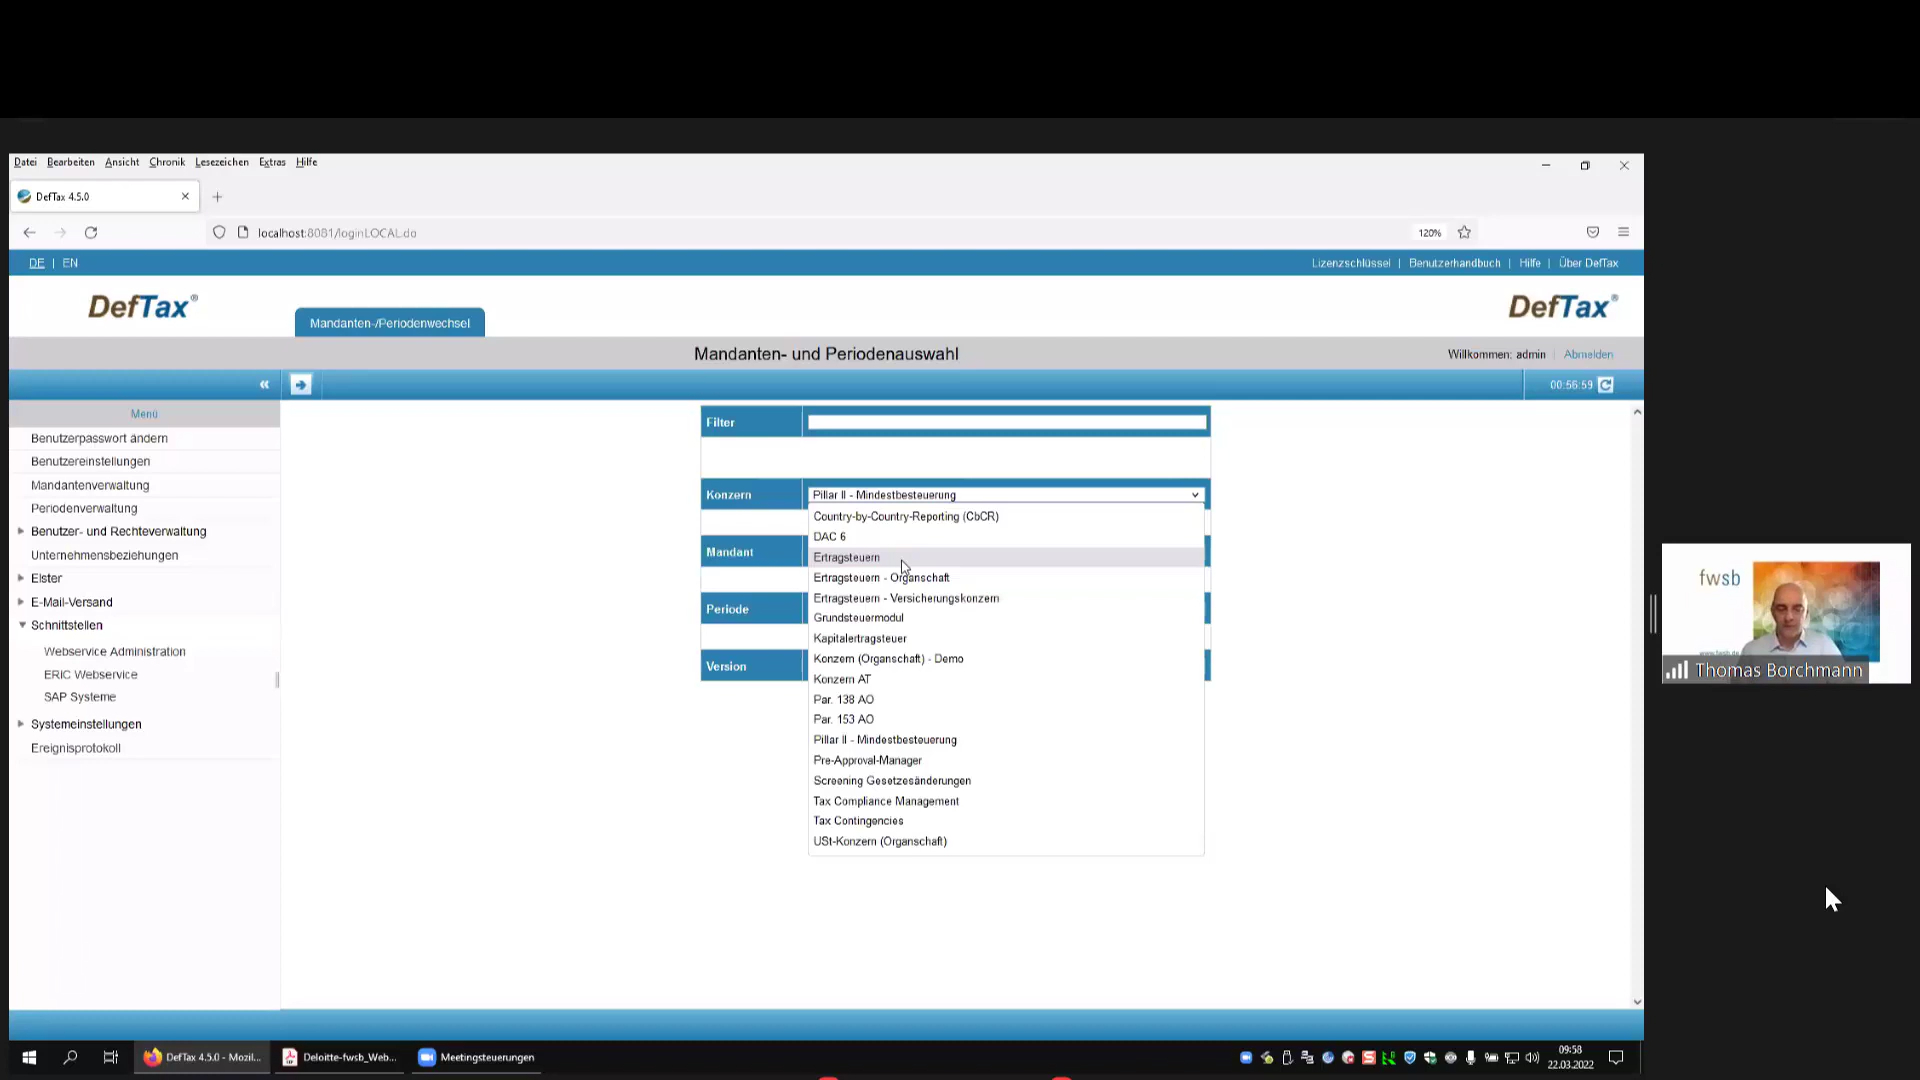 Datei Bearbeiten Ansicht Chronik Lesezeichen Extras Hilfe
DefTax 4.5.0
localhost:8081/loginLOCAL.do
120%
DE | EN
Lizenzschlüssel | Benutzerhandbuch | Hilfe | Über DefTax
DefTax®
Mandanten-/Periodenwechsel
DefTax®
Mandanten- und Periodenauswahl
Willkommen: admin | Abmelden
«
00:56:59
Menü
Benutzerpasswort ändern
Benutzereinstellungen
Mandantenverwaltung
Periodenverwaltung
Benutzer- und Rechteverwaltung
Unternehmensbeziehungen
Elster
E-Mail-Versand
Schnittstellen
Webservice Administration
ERIC Webservice
SAP Systeme
Systemeinstellungen
Ereignisprotokoll
Filter
Konzern
Pillar II - Mindestbesteuerung
Mandant
Periode
Version
Country-by-Country-Reporting (CbCR)
DAC 6
Ertragsteuern
Ertragsteuern - Organschaft
Ertragsteuern - Versicherungskonzern
Grundsteuermodul
Kapitalertragsteuer
Konzern (Organschaft) - Demo
Konzern AT
Par. 138 AO
Par. 153 AO
Pillar II - Mindestbesteuerung
Pre-Approval-Manager
Screening Gesetzesänderungen
Tax Compliance Management
Tax Contingencies
USt-Konzern (Organschaft)
fwsb
Thomas Borchmann
DefTax 4.5.0 - Mozil...
Deloitte-fwsb_Web...
Meetingsteuerungen
09:58
22.03.2022